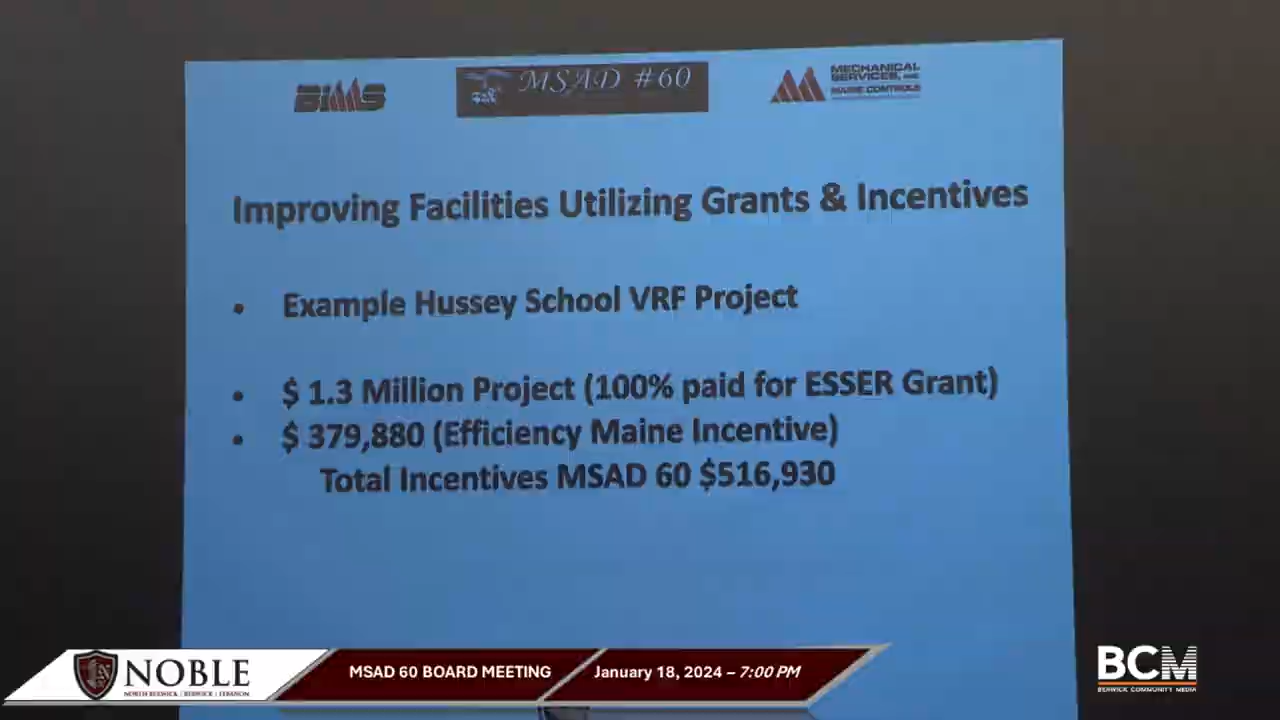 BIMS
MSAD #60
MECHANICAL
SERVICES, INC
MAINE CONTROLS
Improving Facilities Utilizing Grants & Incentives
• Example Hussey School VRF Project
• $ 1.3 Million Project (100% paid for ESSER Grant)
• $ 379,880 (Efficiency Maine Incentive)
Total Incentives MSAD 60 $516,930
NOBLE
NORTH BERWICK / BERWICK / LEBANON
MSAD 60 BOARD MEETING
January 18, 2024 – 7:00 PM
BCM
BERWICK COMMUNITY MEDIA